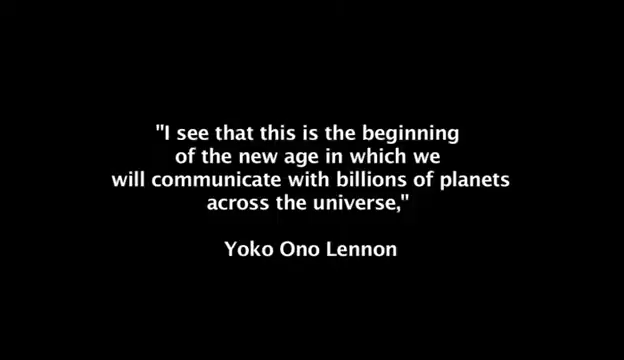 "I see that this is the beginning
of the new age in which we
will communicate with billions of planets
across the universe,"
Yoko Ono Lennon